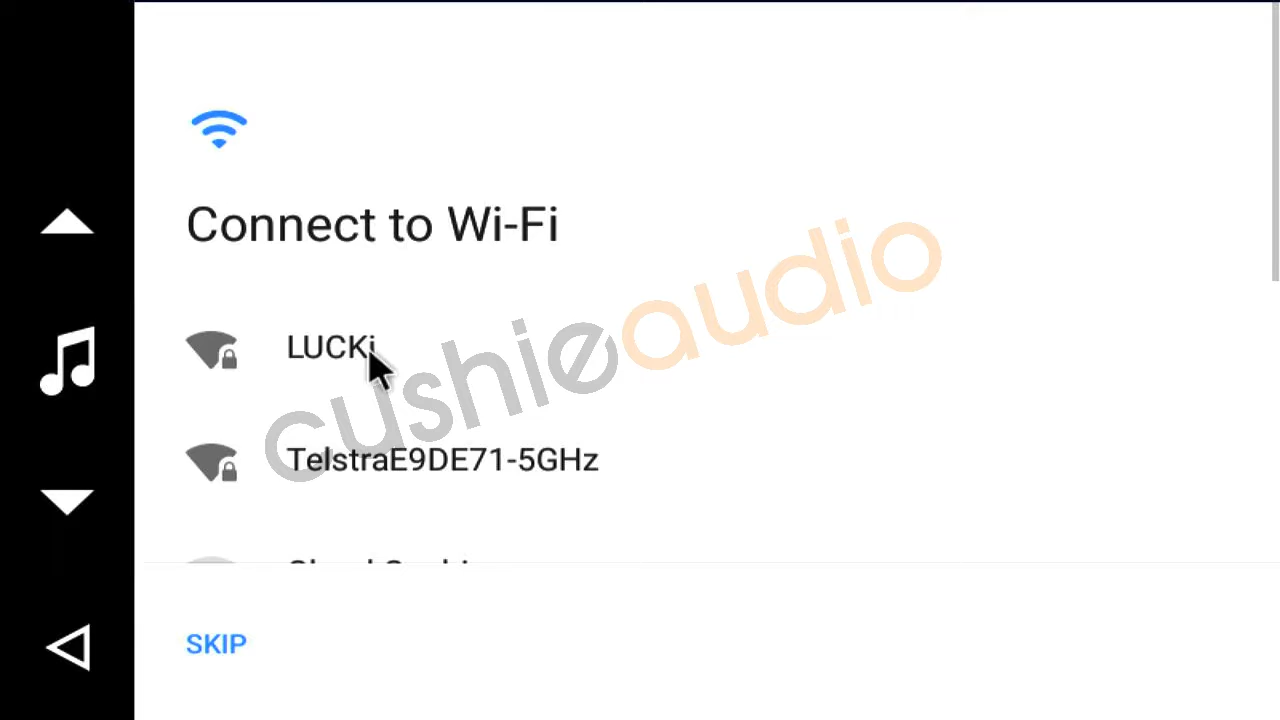 Connect to Wi-Fi
LUCKi
cushieaudio
TelstraE9DE71-5GHz
SKIP